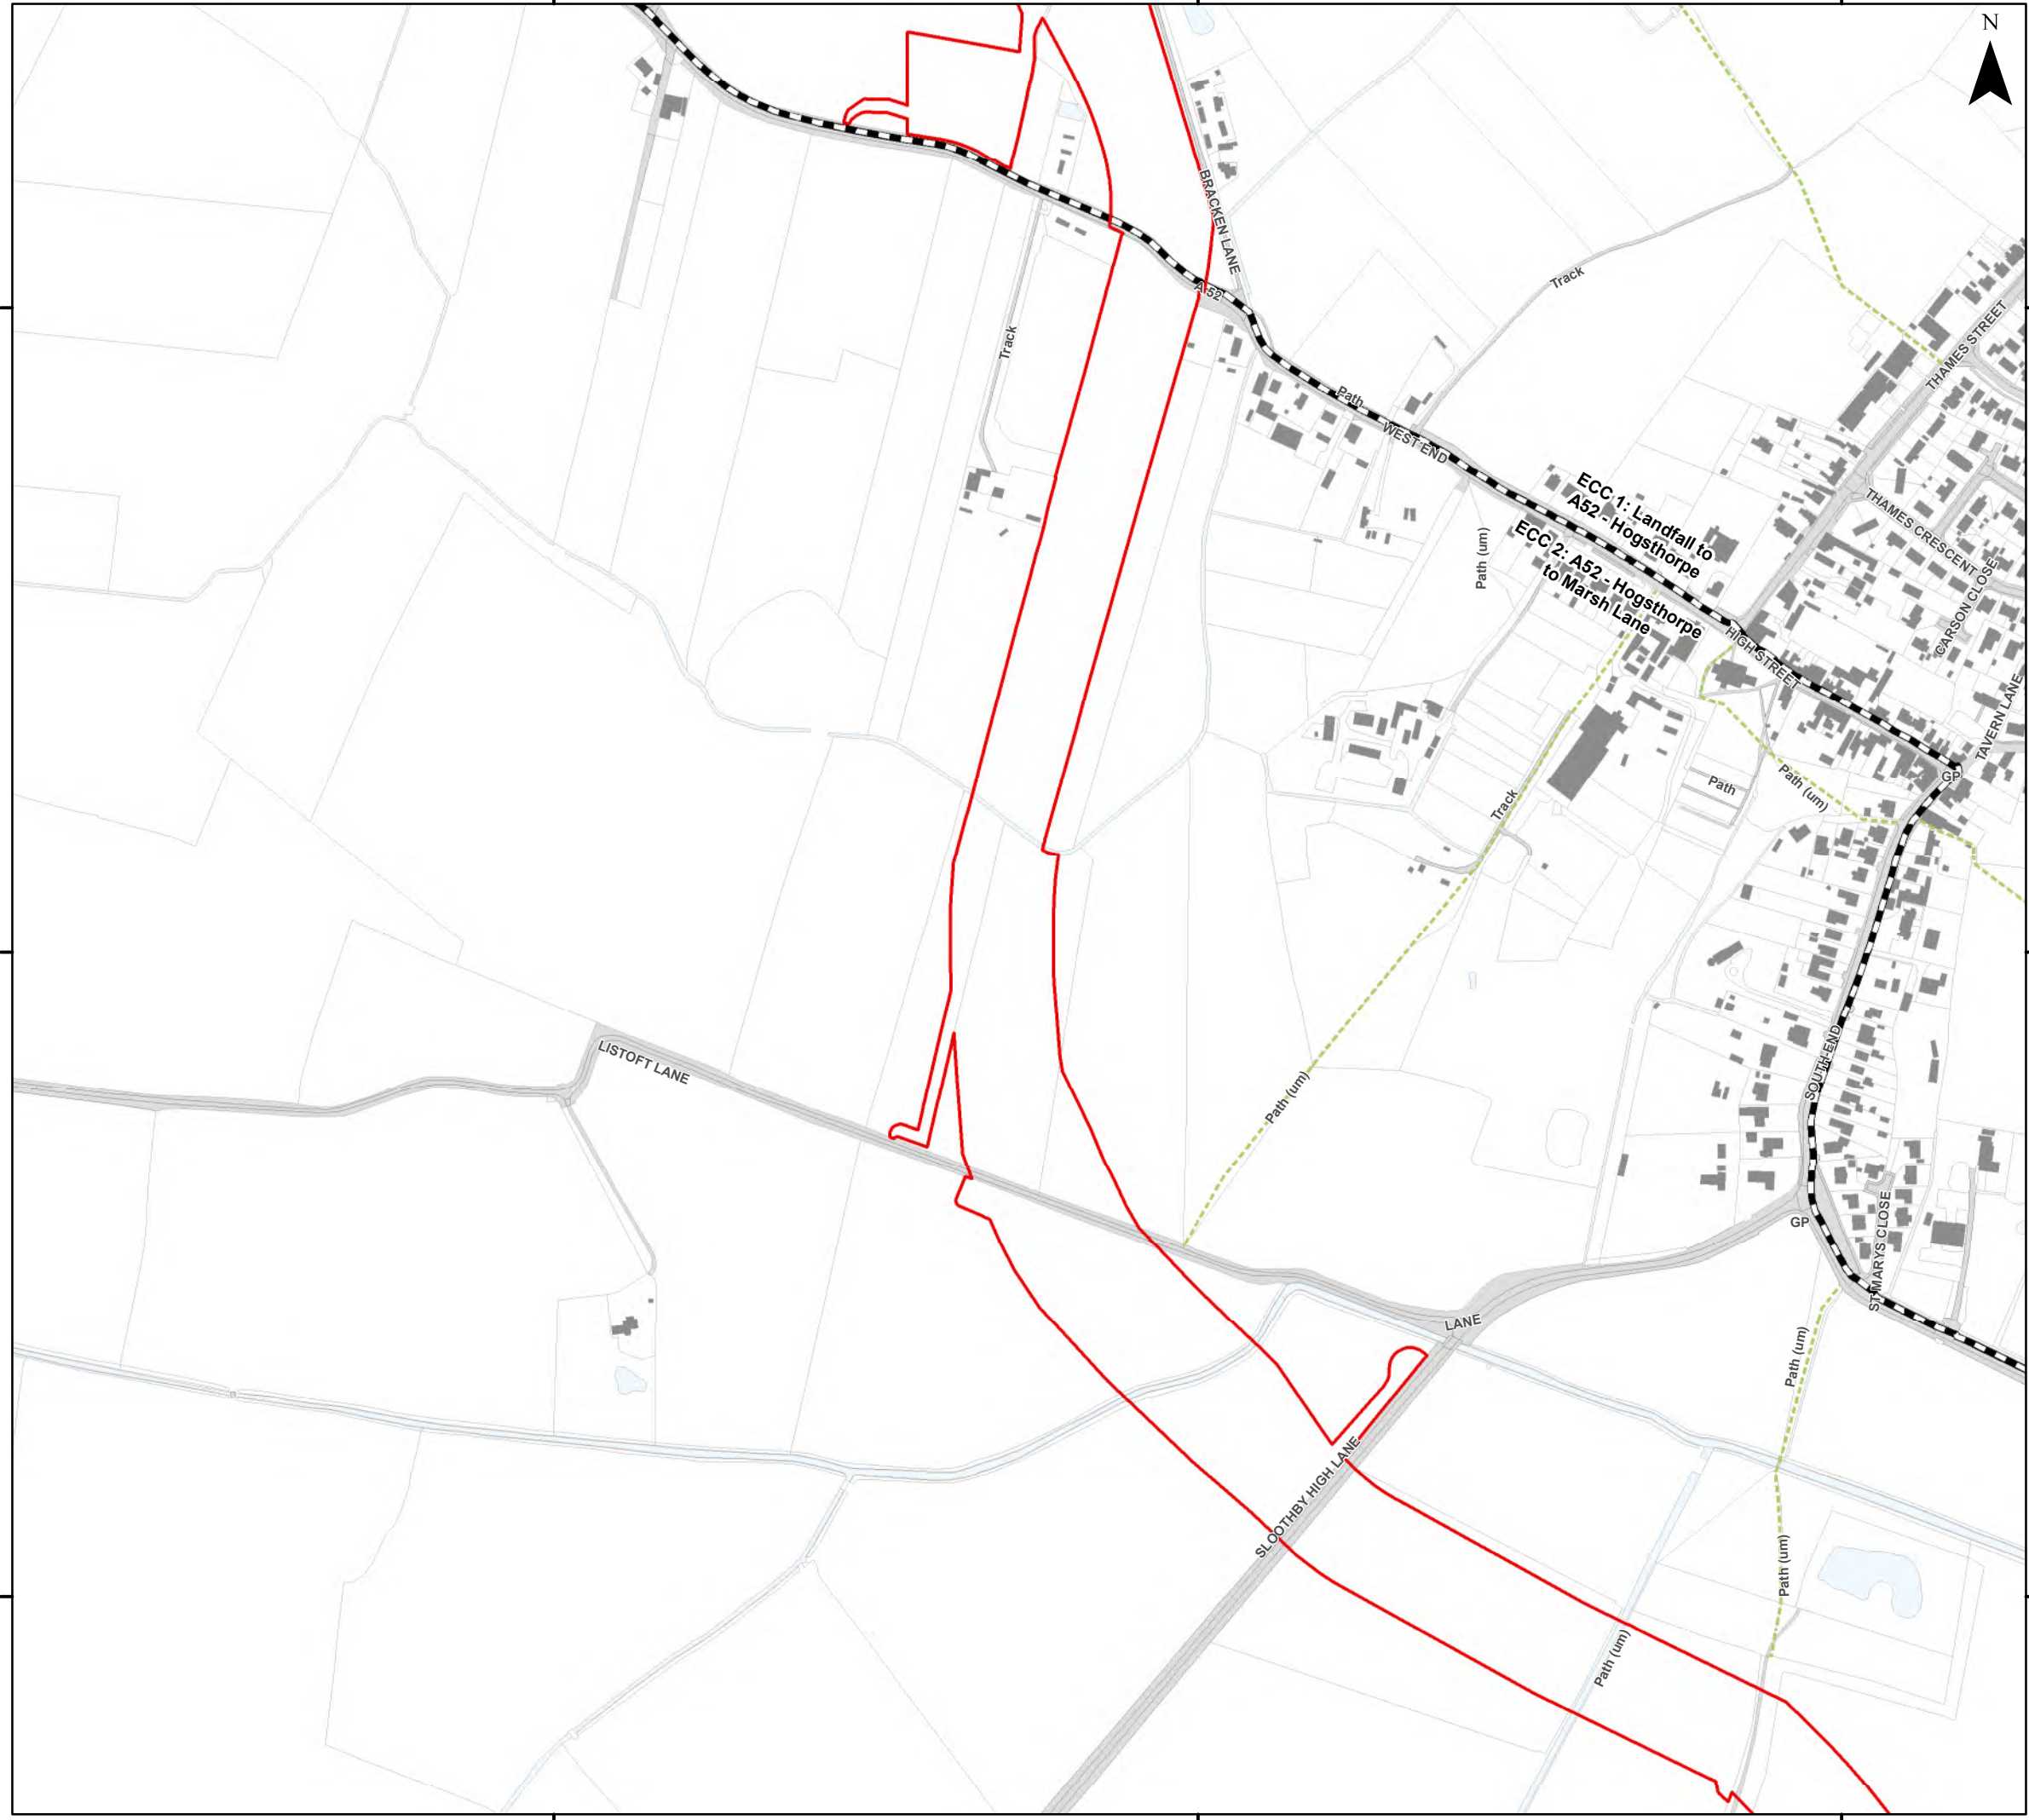 N
BRACKEN LANE
A 52
Track
Track
THAMES STREET
THAMES STREET
Path
WEST END
ECC 1: Landfall to
A52 - Hogsthorpe
ECC 2: A52 - Hogsthorpe
to Marsh Lane
THAMES CRESCENT
CARSON CLOSE
Path (um)
HIGH STREET
TAVERN LANE
GP
Path
Path (um)
Track
LISTOFT LANE
Path (um)
SOUTH END
GP
ST MARYS CLOSE
LANE
Path (um)
SLOOTHBY HIGH LANE
Path (um)
Path (um)